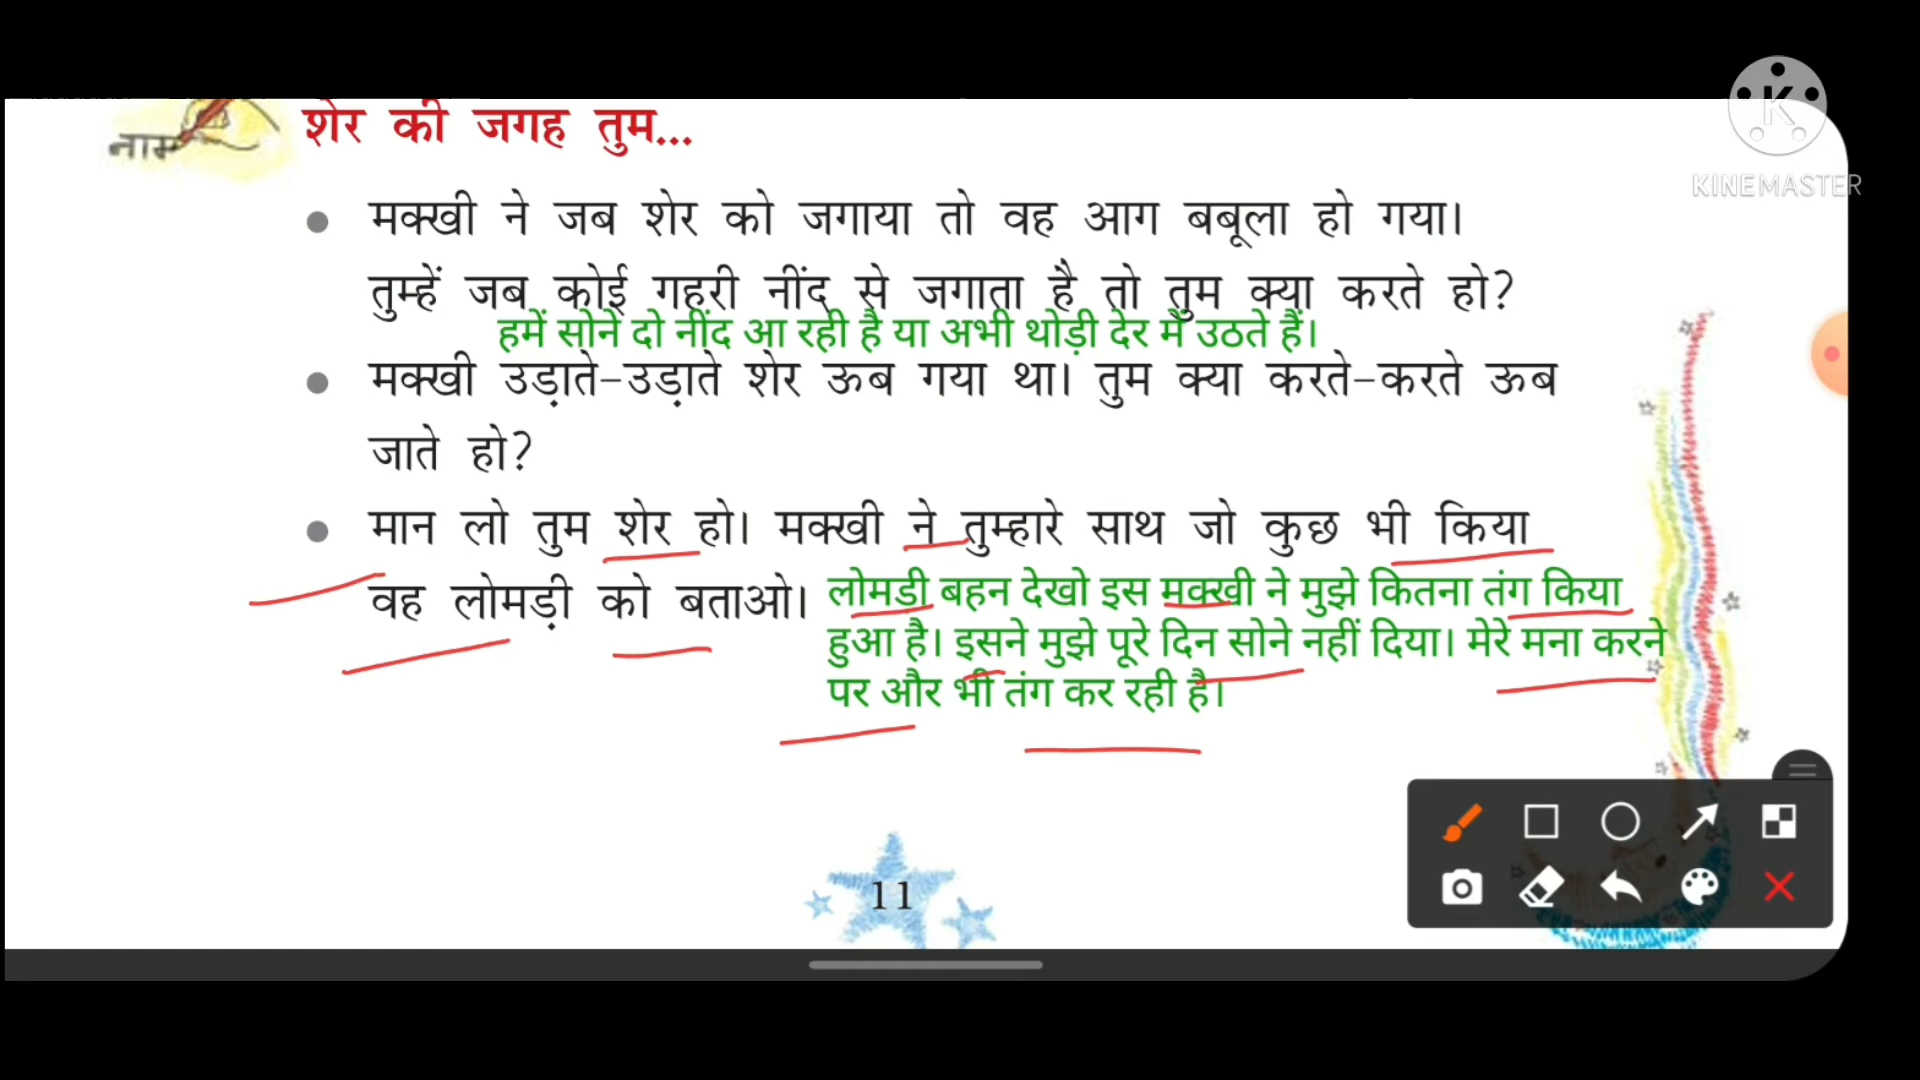 नाम
शेर की जगह तुम...
मक्खी ने जब शेर को जगाया तो वह आग बबूला हो गया।
तुम्हें जब कोई गहरी नींद से जगाता है तो तुम क्या करते हो?
हमें सोने दो नींद आ रही है या अभी थोड़ी देर में उठते हैं।
मक्खी उड़ाते-उड़ाते शेर ऊब गया था। तुम क्या करते-करते ऊब
जाते हो?
मान लो तुम शेर हो। मक्खी ने तुम्हारे साथ जो कुछ भी किया
वह लोमड़ी को बताओ।
लोमडी बहन देखो इस मक्खी ने मुझे कितना तंग किया
हुआ है। इसने मुझे पूरे दिन सोने नहीं दिया। मेरे मना करने
पर और भी तंग कर रही है।
11
K
KINEMASTER